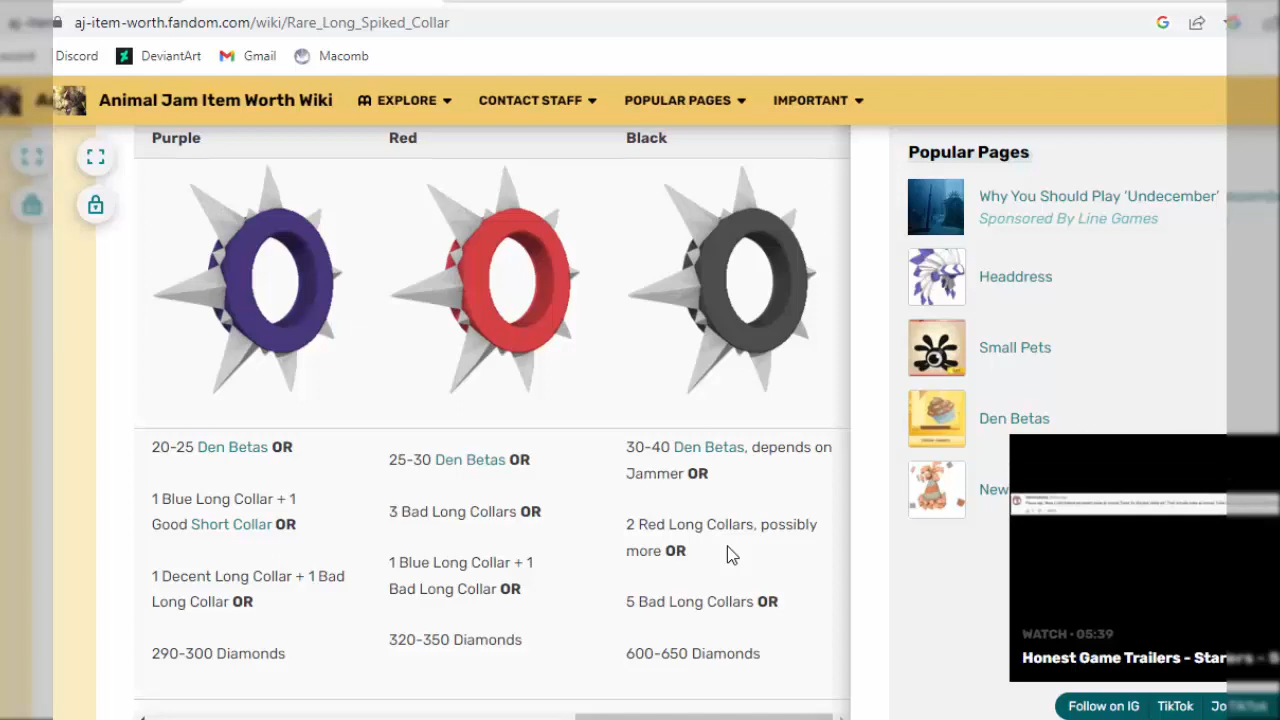 aj-item-worth.fandom.com/wiki/Rare_Long_Spiked_Collar
Discord DeviantArt Gmail Macomb
Animal Jam Item Worth Wiki EXPLORE CONTACT STAFF POPULAR PAGES IMPORTANT
Purple Red Black
20-25 Den Betas OR
1 Blue Long Collar + 1
Good Short Collar OR
1 Decent Long Collar + 1 Bad
Long Collar OR
290-300 Diamonds
25-30 Den Betas OR
3 Bad Long Collars OR
1 Blue Long Collar + 1
Bad Long Collar OR
320-350 Diamonds
30-40 Den Betas, depends on
Jammer OR
2 Red Long Collars, possibly
more OR
5 Bad Long Collars OR
600-650 Diamonds
Popular Pages
Why You Should Play ‘Undecember’
Sponsored By Line Games
Headdress
Small Pets
Den Betas
New
WATCH • 05:39
Honest Game Trailers - Star
Follow on IG TikTok Jo